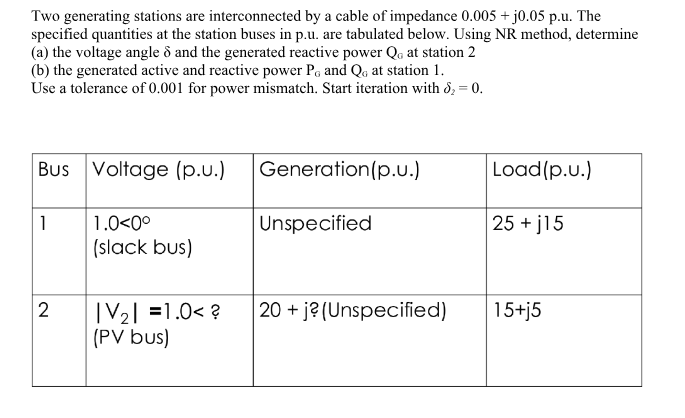 Two generating stations are interconnected by a cable of impedance 0.005 + j0.05 p.u. The
specified quantities at the station buses in p.u. are tabulated below. Using NR method, determine
(a) the voltage angle δ and the generated reactive power Q_G at station 2
(b) the generated active and reactive power P_G and Q_G at station 1.
Use a tolerance of 0.001 for power mismatch. Start iteration with δ₂ = 0.
Bus Voltage (p.u.) Generation(p.u.) Load(p.u.)
1 1.0<0° Unspecified 25 + j15
(slack bus)
2 |V₂| =1.0< ? 20 + j?(Unspecified) 15+j5
(PV bus)